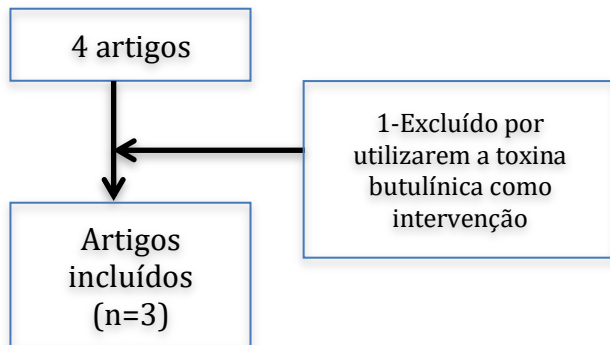 4 artigos
1-Excluído por
utilizarem a toxina
butulínica como
intervenção
Artigos
incluídos
(n=3)